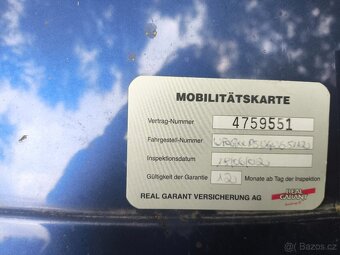 MOBILITÄTSKARTE
Vertrag-Nummer 4759551
Fahrgestell-Nummer
Inspektionsdatum
Gültigkeit der Garantie 12 Monate ab Tag der Inspektion
REAL GARANT VERSICHERUNG AG
REAL
GARANT
Bazos.cz